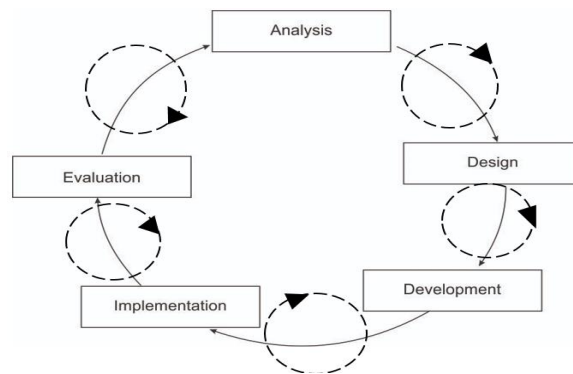 Analysis
Design
Development
Implementation
Evaluation